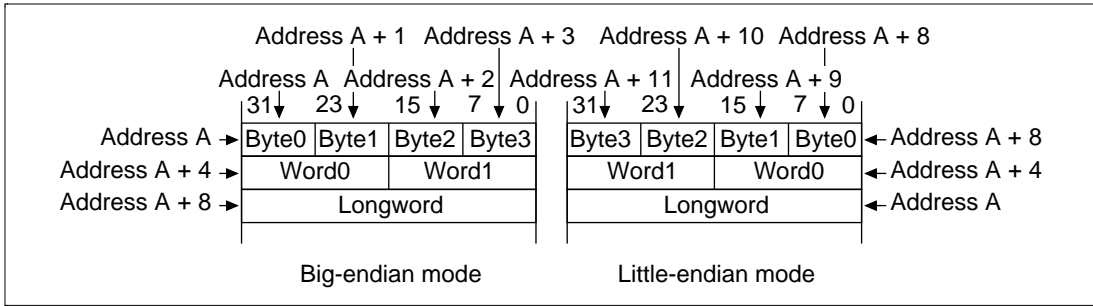 Address A + 1 Address A + 3 Address A + 10 Address A + 8
Address A Address A + 2 Address A + 11 Address A + 9
31 23 15 7 0 31 23 15 7 0
Address A Byte0 Byte1 Byte2 Byte3 Byte3 Byte2 Byte1 Byte0 Address A + 8
Address A + 4 Word0 Word1 Word1 Word0 Address A + 4
Address A + 8 Longword Longword Address A
Big-endian mode Little-endian mode